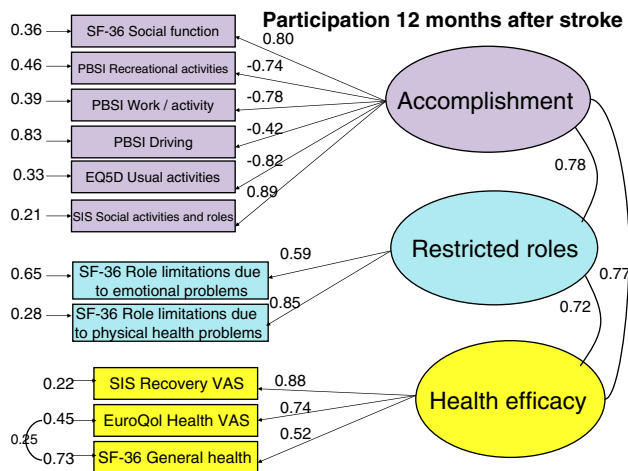 Participation 12 months after stroke
0.36
SF-36 Social function
0.80
0.46
PBSI Recreational activities
-0.74
0.39
PBSI Work / activity
-0.78
Accomplishment
0.83
PBSI Driving
-0.42
0.33
EQ5D Usual activities
-0.82
0.78
0.21
SIS Social activities and roles
0.89
0.65
SF-36 Role limitations due
to emotional problems
0.59
Restricted roles
0.77
0.28
SF-36 Role limitations due
to physical health problems
0.85
0.72
0.22
SIS Recovery VAS
0.88
0.45
EuroQol Health VAS
0.74
Health efficacy
0.25
0.73
SF-36 General health
0.52